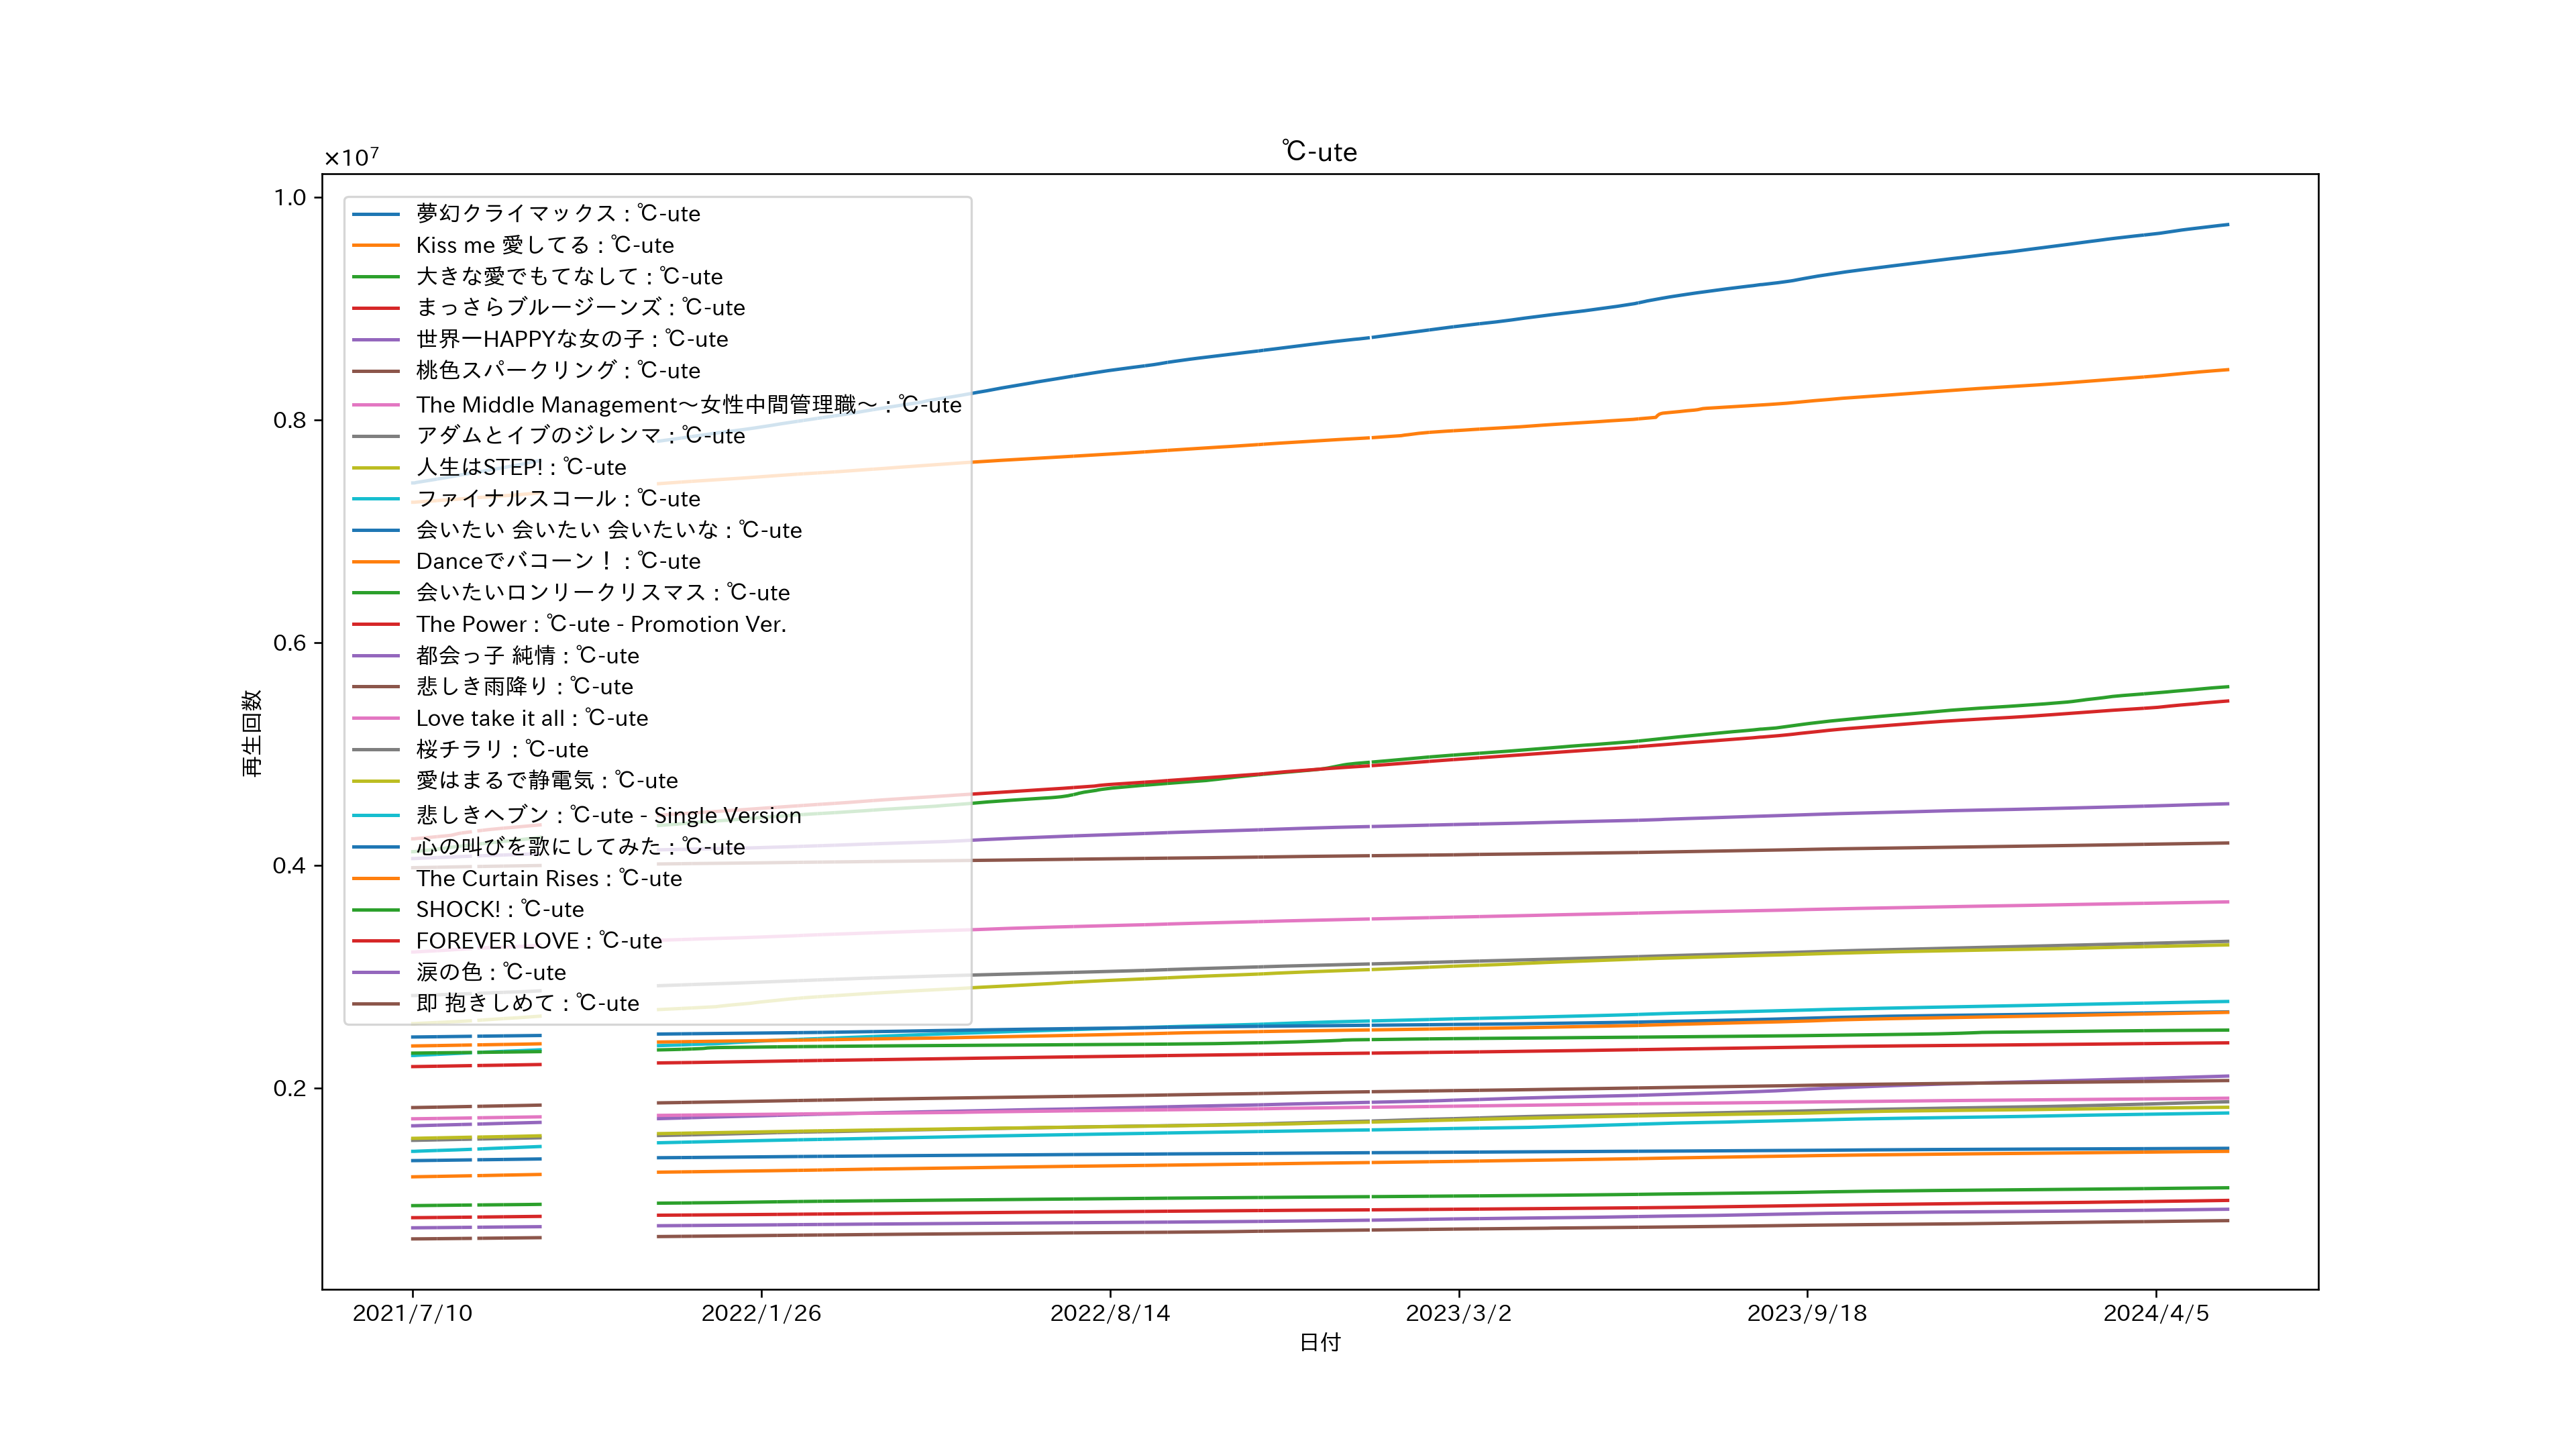 ℃-ute
×10⁷
1.0
0.8
0.6
0.4
0.2
再生回数
夢幻クライマックス : ℃-ute
Kiss me 愛してる : ℃-ute
大きな愛でもてなして : ℃-ute
まっさらブルージーンズ : ℃-ute
世界一HAPPYな女の子 : ℃-ute
桃色スパークリング : ℃-ute
The Middle Management～女性中間管理職～ : ℃-ute
アダムとイブのジレンマ : ℃-ute
人生はSTEP! : ℃-ute
ファイナルスコール : ℃-ute
会いたい 会いたい 会いたいな : ℃-ute
Danceでバコーン！ : ℃-ute
会いたいロンリークリスマス : ℃-ute
The Power : ℃-ute - Promotion Ver.
都会っ子 純情 : ℃-ute
悲しき雨降り : ℃-ute
Love take it all : ℃-ute
桜チラリ : ℃-ute
愛はまるで静電気 : ℃-ute
悲しきヘブン : ℃-ute - Single Version
心の叫びを歌にしてみた : ℃-ute
The Curtain Rises : ℃-ute
SHOCK! : ℃-ute
FOREVER LOVE : ℃-ute
涙の色 : ℃-ute
即 抱きしめて : ℃-ute
2021/7/10 2022/1/26 2022/8/14 2023/3/2 2023/9/18 2024/4/5
日付